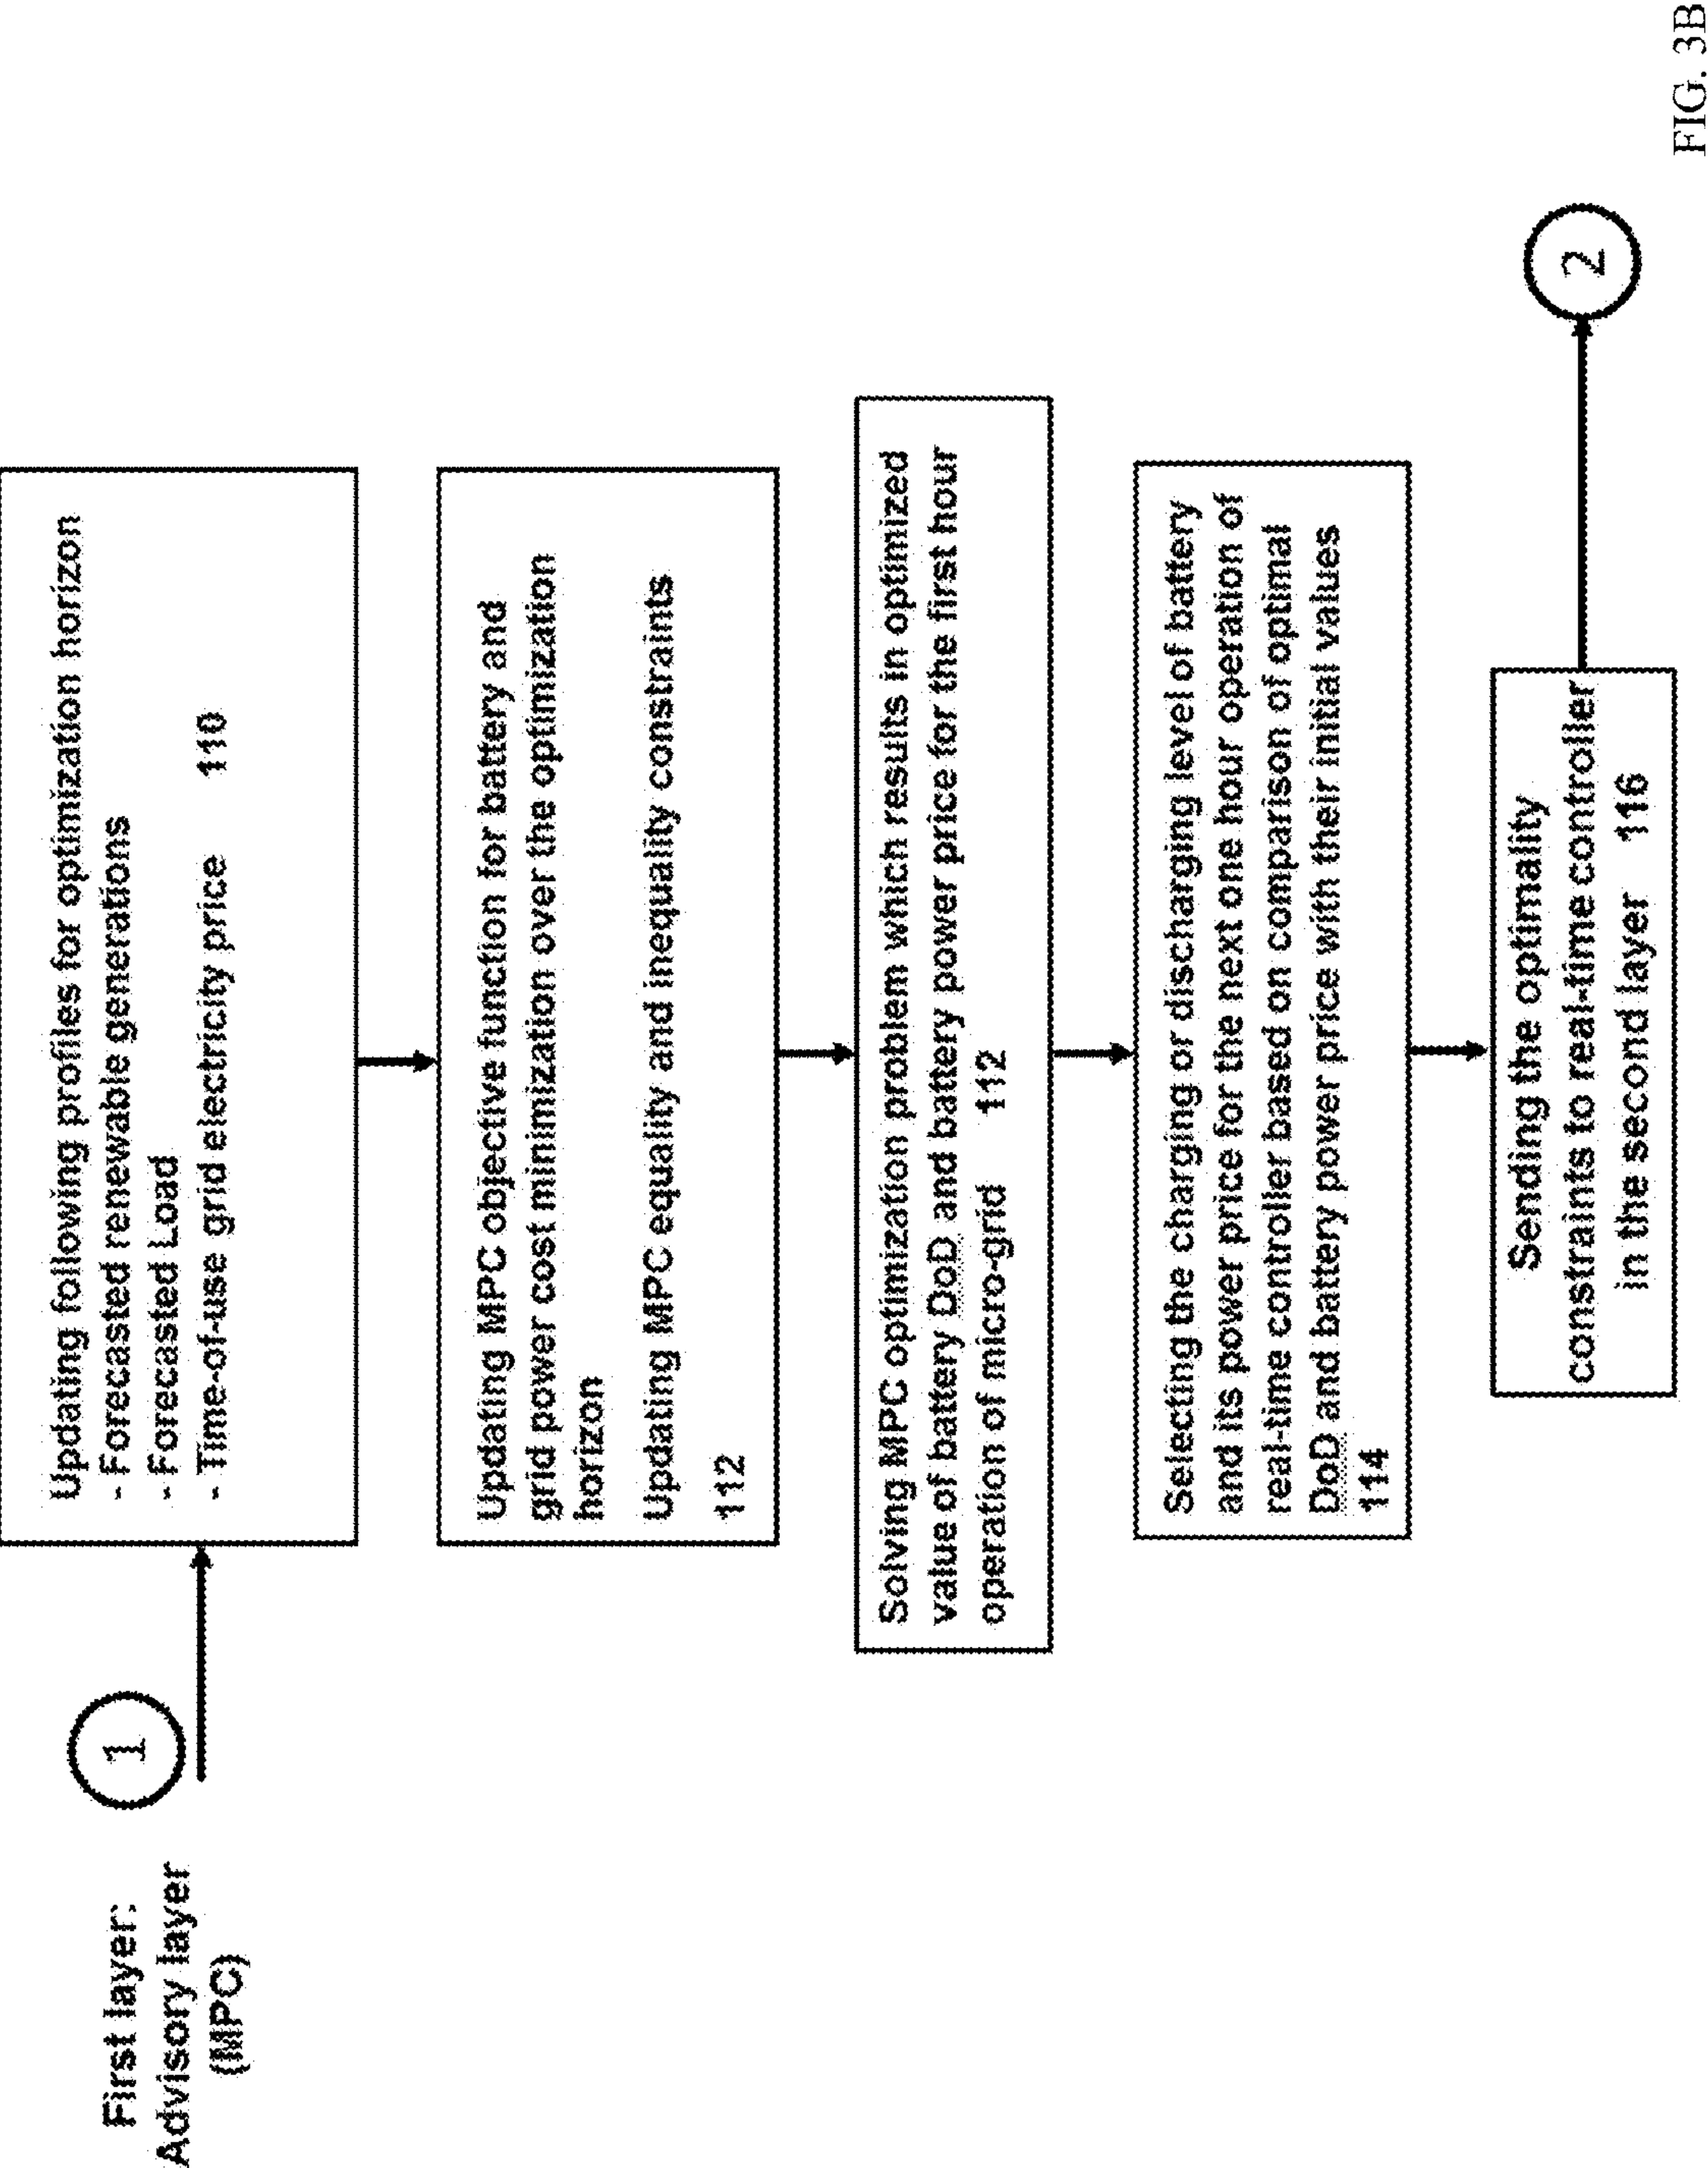 First layer:
Advisory layer
(MPC)
1
Updating following profiles for optimization horizon
- Forecasted renewable generations
- Forecasted Load
- Time-of-use grid electricity price 110
Updating MPC objective function for battery and
grid power cost minimization over the optimization
horizon
Updating MPC equality and inequality constraints
112
Solving MPC optimization problem which results in optimized
value of battery DoD and battery power price for the first hour
operation of micro-grid 112
Selecting the charging or discharging level of battery
and its power price for the next one hour operation of
real-time controller based on comparison of optimal
DoD and battery power price with their initial values
114
Sending the optimality
constraints to real-time controller
in the second layer 116
2
FIG. 3B